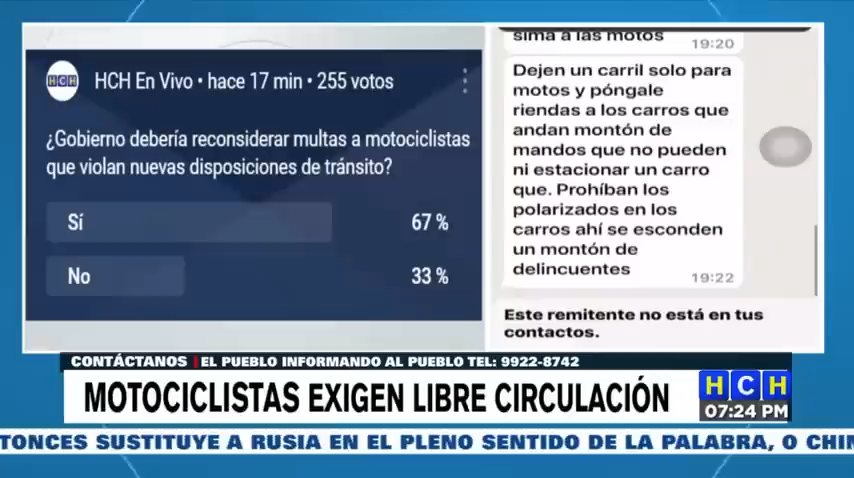 HCH
HCH En Vivo • hace 17 min • 255 votos
¿Gobierno debería reconsiderar multas a motociclistas
que violan nuevas disposiciones de tránsito?
Sí 67 %
No 33 %
sima a las motos
19:20
Dejen un carril solo para
motos y póngale
riendas a los carros que
andan montón de
mandos que no pueden
ni estacionar un carro
que. Prohíban los
polarizados en los
carros ahí se esconden
un montón de
delincuentes
19:22
Este remitente no está en tus
contactos.
CONTÁCTANOS | EL PUEBLO INFORMANDO AL PUEBLO TEL: 9922-8742
MOTOCICLISTAS EXIGEN LIBRE CIRCULACIÓN
HCH
07:24 PM
TONCES SUSTITUYE A RUSIA EN EL PLENO SENTIDO DE LA PALABRA, O CHI